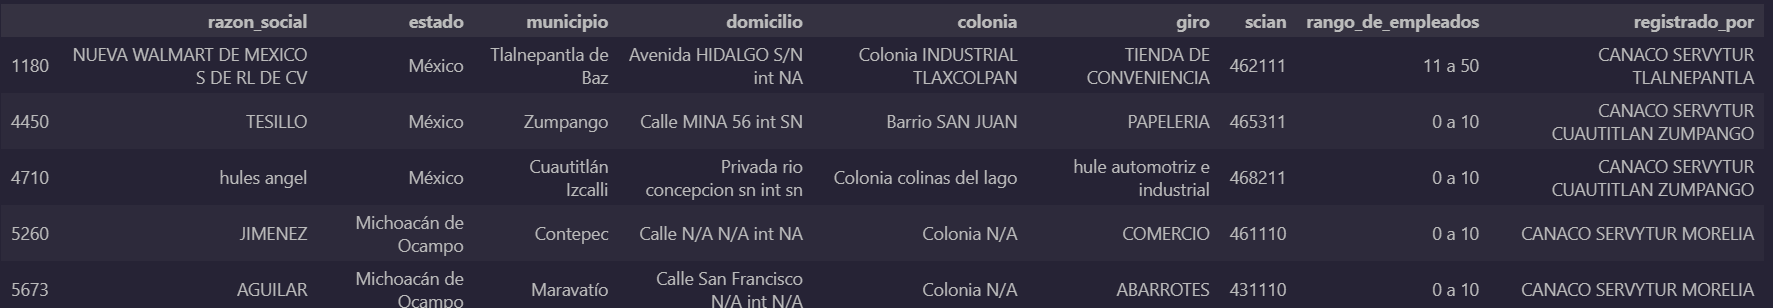 razon_social estado municipio domicilio colonia giro scian rango_de_empleados registrado_por
1180 NUEVA WALMART DE MEXICO S DE RL DE CV México Tlalnepantla de Baz Avenida HIDALGO S/N int NA Colonia INDUSTRIAL TLAXCOLPAN TIENDA DE CONVENIENCIA 462111 11 a 50 CANACO SERVYTUR TLALNEPANTLA
4450 TESILLO México Zumpango Calle MINA 56 int SN Barrio SAN JUAN PAPELERIA 465311 0 a 10 CANACO SERVYTUR CUAUTITLAN ZUMPANGO
4710 hules angel México Cuautitlán Izcalli Privada rio concepcion sn int sn Colonia colinas del lago hule automotriz e industrial 468211 0 a 10 CANACO SERVYTUR CUAUTITLAN ZUMPANGO
5260 JIMENEZ Michoacán de Ocampo Contepec Calle N/A N/A int NA Colonia N/A COMERCIO 461110 0 a 10 CANACO SERVYTUR MORELIA
5673 AGUILAR Michoacán de Ocampo Maravatío Calle San Francisco N/A int N/A Colonia N/A ABARROTES 431110 0 a 10 CANACO SERVYTUR MORELIA